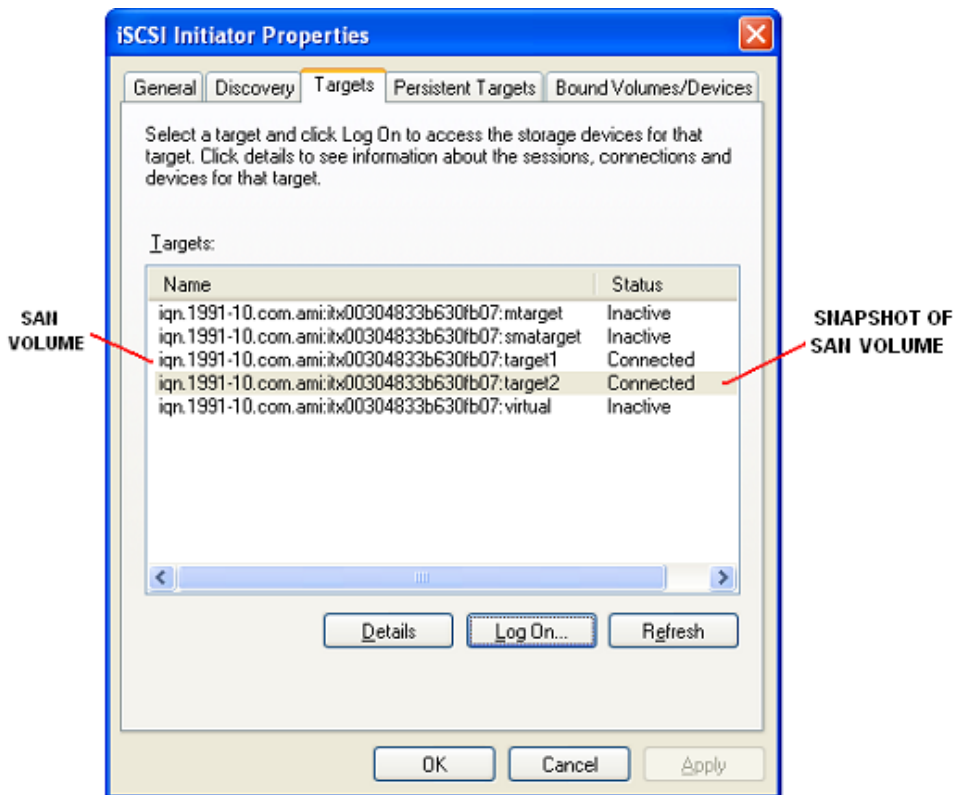 iSCSI Initiator Properties
General Discovery Targets Persistent Targets Bound Volumes/Devices
Select a target and click Log On to access the storage devices for that
target. Click details to see information about the sessions, connections and
devices for that target.
Targets:
Name Status
iqn.1991-10.com.ami:itx00304833b630fb07:mtarget Inactive
iqn.1991-10.com.ami:itx00304833b630fb07:smatarget Inactive
iqn.1991-10.com.ami:itx00304833b630fb07:target1 Connected
iqn.1991-10.com.ami:itx00304833b630fb07:target2 Connected
iqn.1991-10.com.ami:itx00304833b630fb07:virtual Inactive
SAN
VOLUME
SNAPSHOT OF
SAN VOLUME
Details Log On... Refresh
OK Cancel Apply